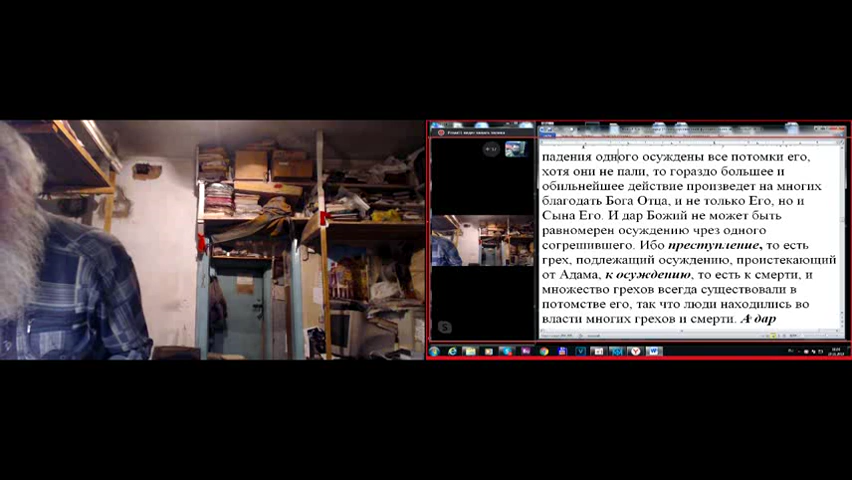 падения одного осуждены все потомки его,
хотя они не пали, то гораздо большее и
обильнейшее действие произведет на многих
благодать Бога Отца, и не только Его, но и
Сына Его. И дар Божий не может быть
равномерен осуждению чрез одного
согрешившего. Ибо преступление, то есть
грех, подлежащий осуждению, проистекающий
от Адама, к осуждению, то есть к смерти, и
множество грехов всегда существовали в
потомстве его, так что люди находились во
власти многих грехов и смерти. А дар